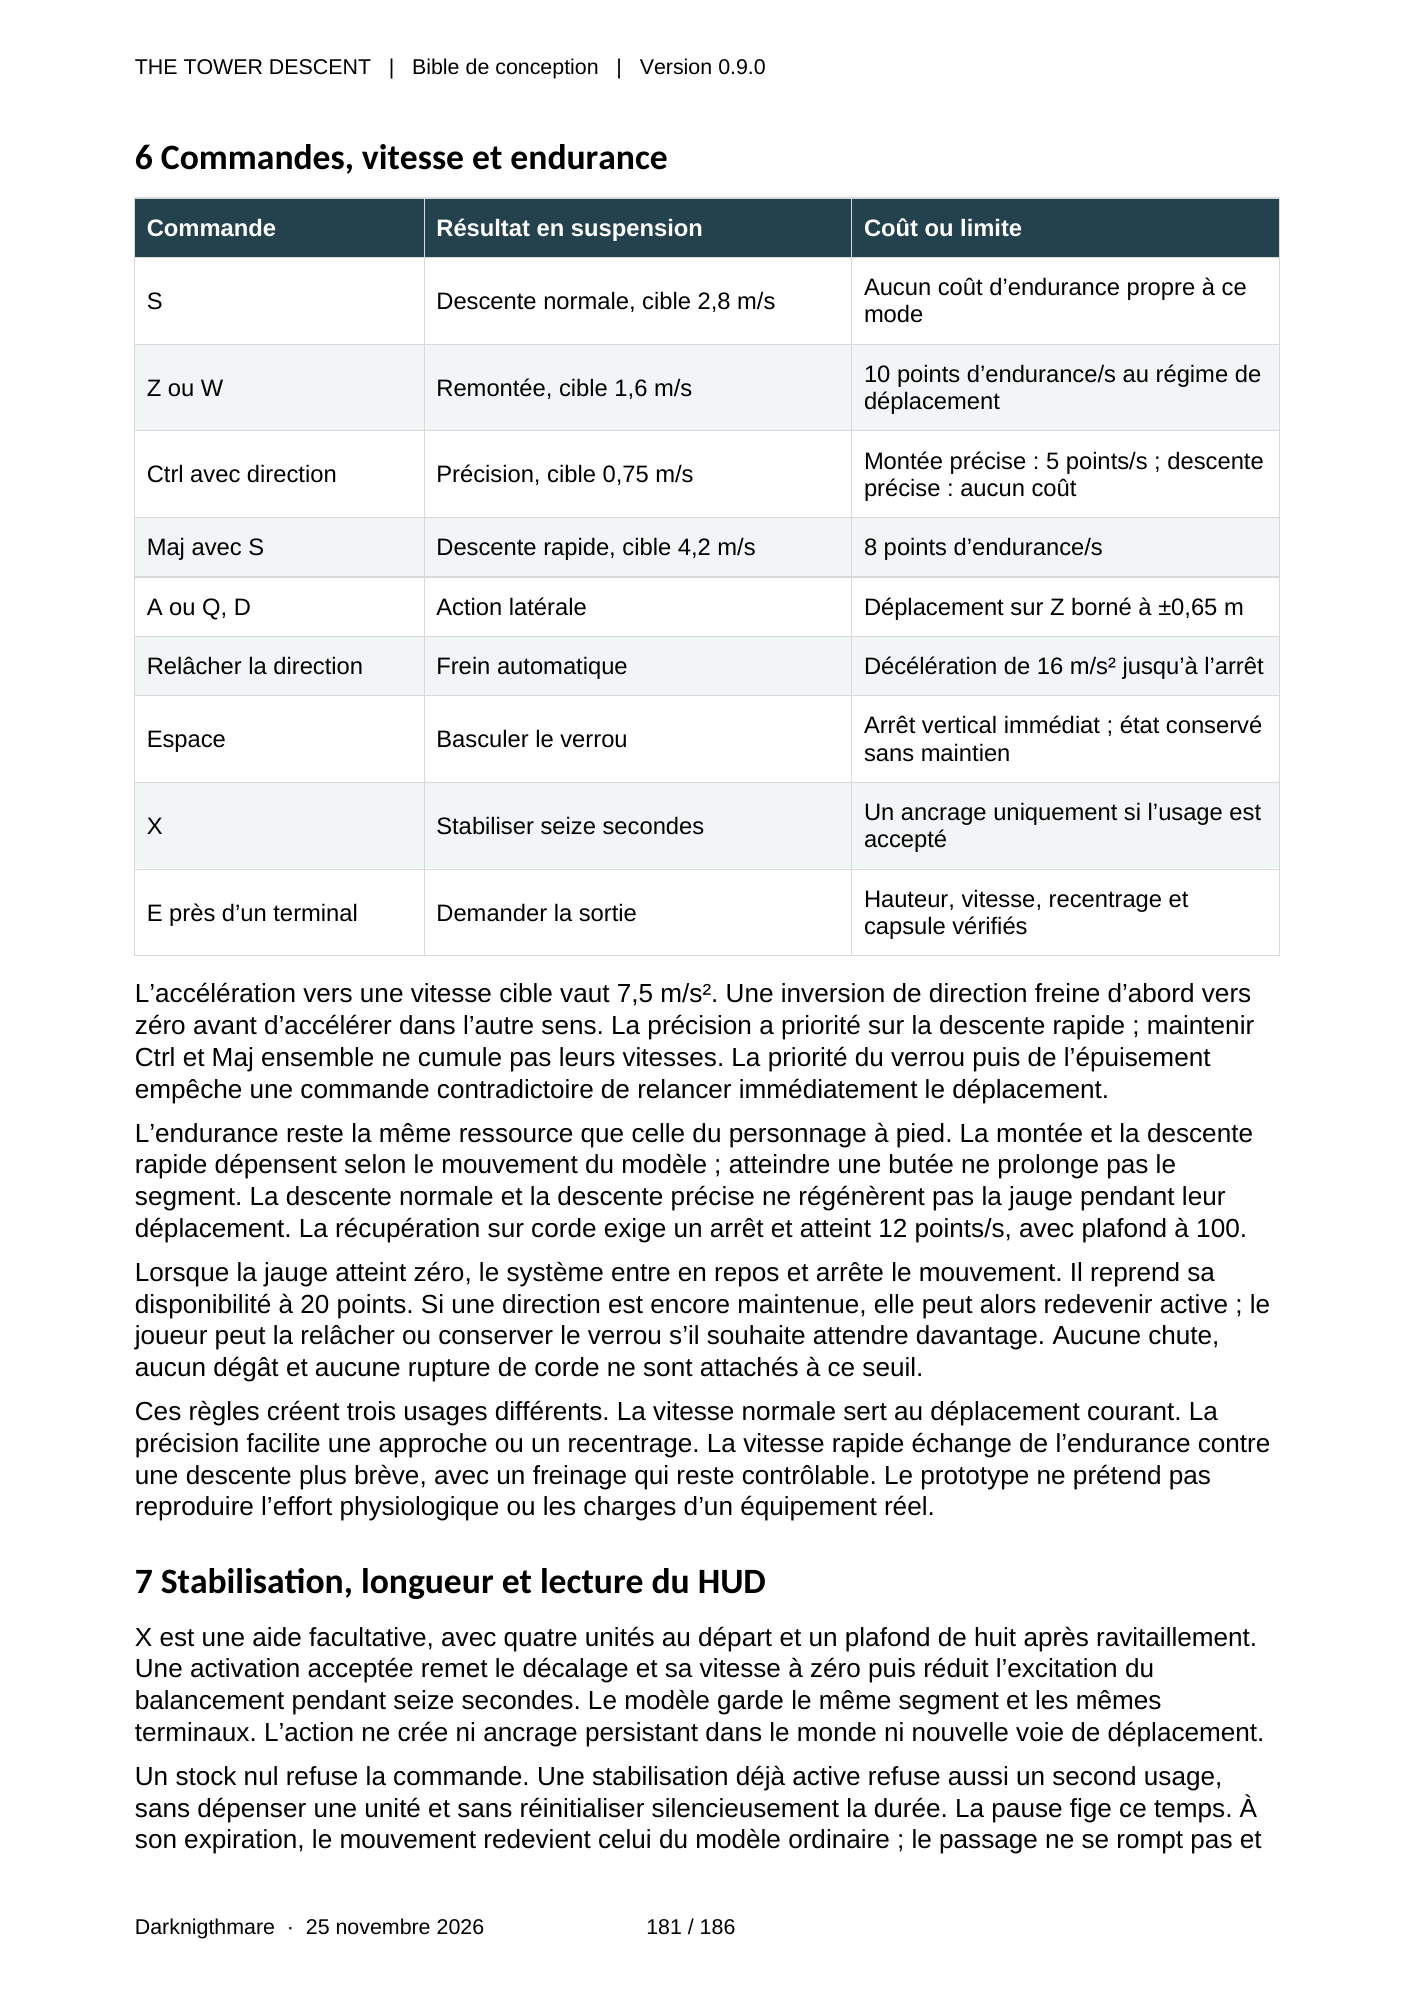 THE TOWER DESCENT | Bible de conception | Version 0.9.0
6 Commandes, vitesse et endurance
Commande
Résultat en suspension
Coût ou limite
S
Descente normale, cible 2,8 m/s
Aucun coût d’endurance propre à ce
mode
Z ou W
Remontée, cible 1,6 m/s
10 points d’endurance/s au régime de
déplacement
Ctrl avec direction
Précision, cible 0,75 m/s
Montée précise : 5 points/s ; descente
précise : aucun coût
Maj avec S
Descente rapide, cible 4,2 m/s
8 points d’endurance/s
A ou Q, D
Action latérale
Déplacement sur Z borné à ±0,65 m
Relâcher la direction
Frein automatique
Décélération de 16 m/s² jusqu’à l’arrêt
Espace
Basculer le verrou
Arrêt vertical immédiat ; état conservé
sans maintien
X
Stabiliser seize secondes
Un ancrage uniquement si l’usage est
accepté
E près d’un terminal
Demander la sortie
Hauteur, vitesse, recentrage et
capsule vérifiés
L’accélération vers une vitesse cible vaut 7,5 m/s². Une inversion de direction freine d’abord vers
zéro avant d’accélérer dans l’autre sens. La précision a priorité sur la descente rapide ; maintenir
Ctrl et Maj ensemble ne cumule pas leurs vitesses. La priorité du verrou puis de l’épuisement
empêche une commande contradictoire de relancer immédiatement le déplacement.
L’endurance reste la même ressource que celle du personnage à pied. La montée et la descente
rapide dépensent selon le mouvement du modèle ; atteindre une butée ne prolonge pas le
segment. La descente normale et la descente précise ne régénèrent pas la jauge pendant leur
déplacement. La récupération sur corde exige un arrêt et atteint 12 points/s, avec plafond à 100.
Lorsque la jauge atteint zéro, le système entre en repos et arrête le mouvement. Il reprend sa
disponibilité à 20 points. Si une direction est encore maintenue, elle peut alors redevenir active ; le
joueur peut la relâcher ou conserver le verrou s’il souhaite attendre davantage. Aucune chute,
aucun dégât et aucune rupture de corde ne sont attachés à ce seuil.
Ces règles créent trois usages différents. La vitesse normale sert au déplacement courant. La
précision facilite une approche ou un recentrage. La vitesse rapide échange de l’endurance contre
une descente plus brève, avec un freinage qui reste contrôlable. Le prototype ne prétend pas
reproduire l’effort physiologique ou les charges d’un équipement réel.
7 Stabilisation, longueur et lecture du HUD
X est une aide facultative, avec quatre unités au départ et un plafond de huit après ravitaillement.
Une activation acceptée remet le décalage et sa vitesse à zéro puis réduit l’excitation du
balancement pendant seize secondes. Le modèle garde le même segment et les mêmes
terminaux. L’action ne crée ni ancrage persistant dans le monde ni nouvelle voie de déplacement.
Un stock nul refuse la commande. Une stabilisation déjà active refuse aussi un second usage,
sans dépenser une unité et sans réinitialiser silencieusement la durée. La pause fige ce temps. À
son expiration, le mouvement redevient celui du modèle ordinaire ; le passage ne se rompt pas et
Darknigthmare · 25 novembre 2026
181 / 186